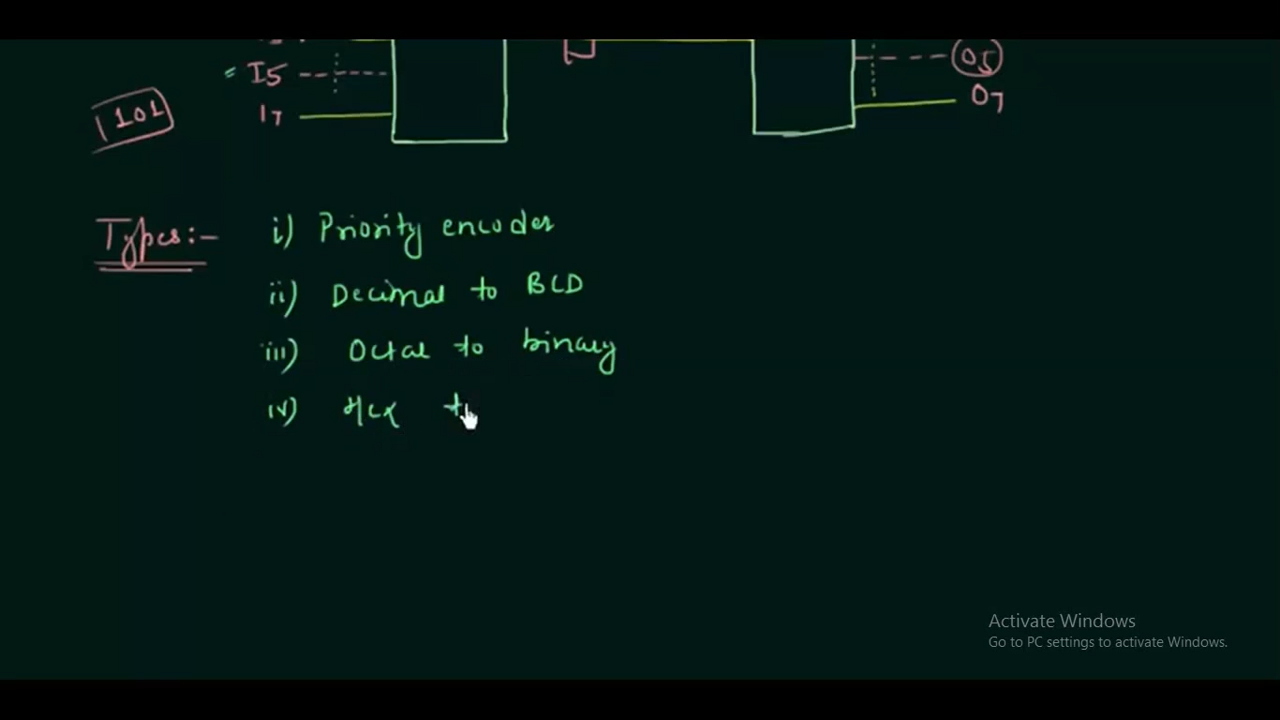 I5
O5
I7
O7
101
Types:-
i) Priority encoder
ii) Decimal to BCD
iii) Octal to binary
iv) Hex t
Activate Windows
Go to PC settings to activate Windows.